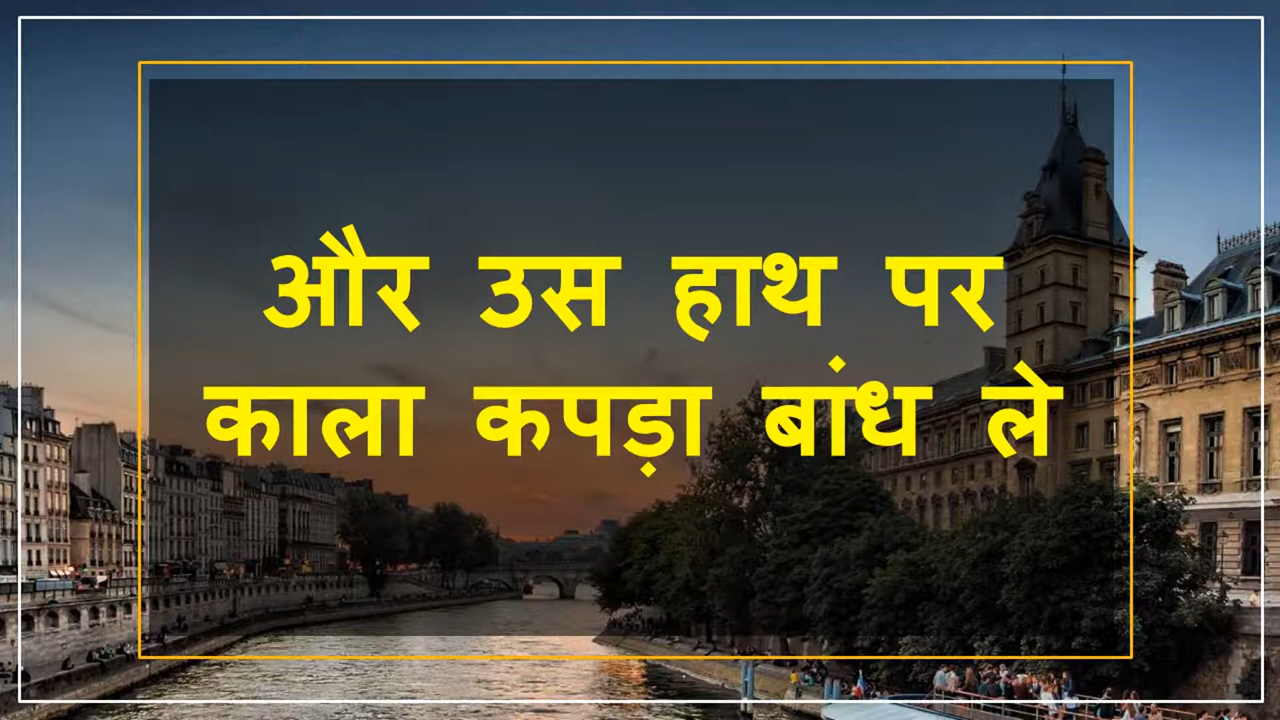 और उस हाथ पर
काला कपड़ा बांध ले